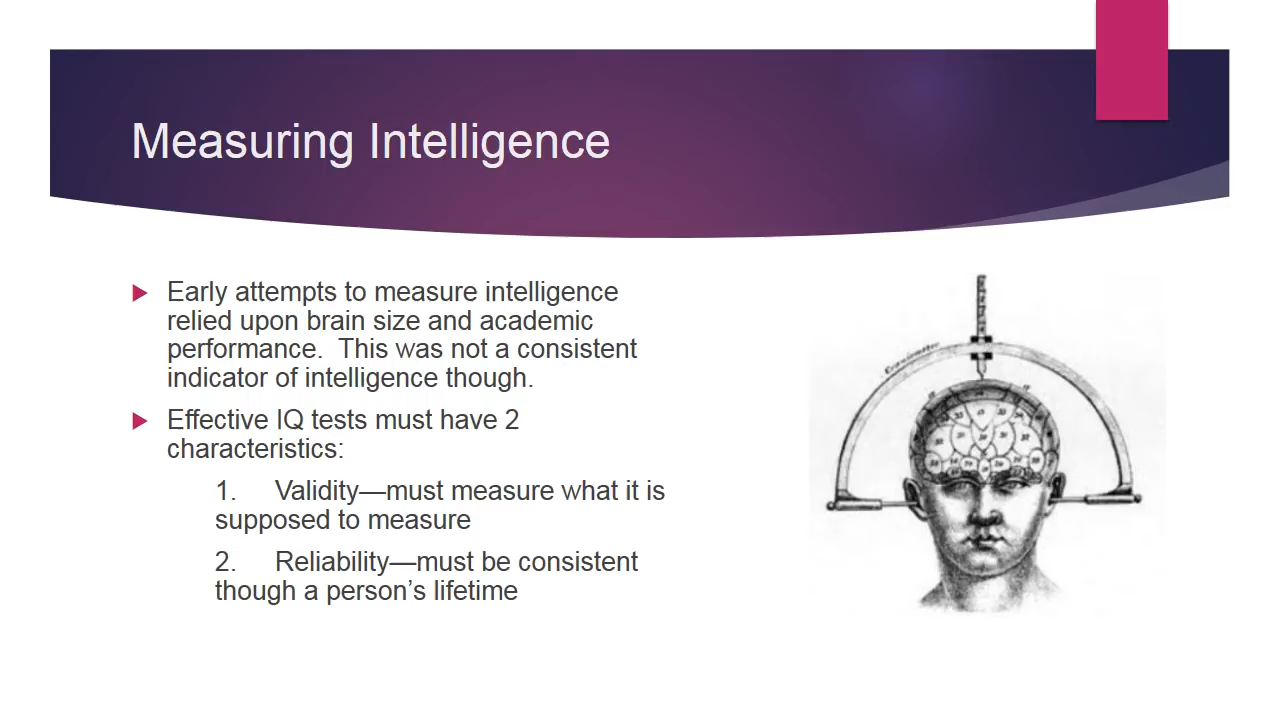 Measuring Intelligence
Early attempts to measure intelligence
relied upon brain size and academic
performance.  This was not a consistent
indicator of intelligence though.
Effective IQ tests must have 2
characteristics:
1. Validity—must measure what it is
supposed to measure
2. Reliability—must be consistent
though a person’s lifetime
Craniometer